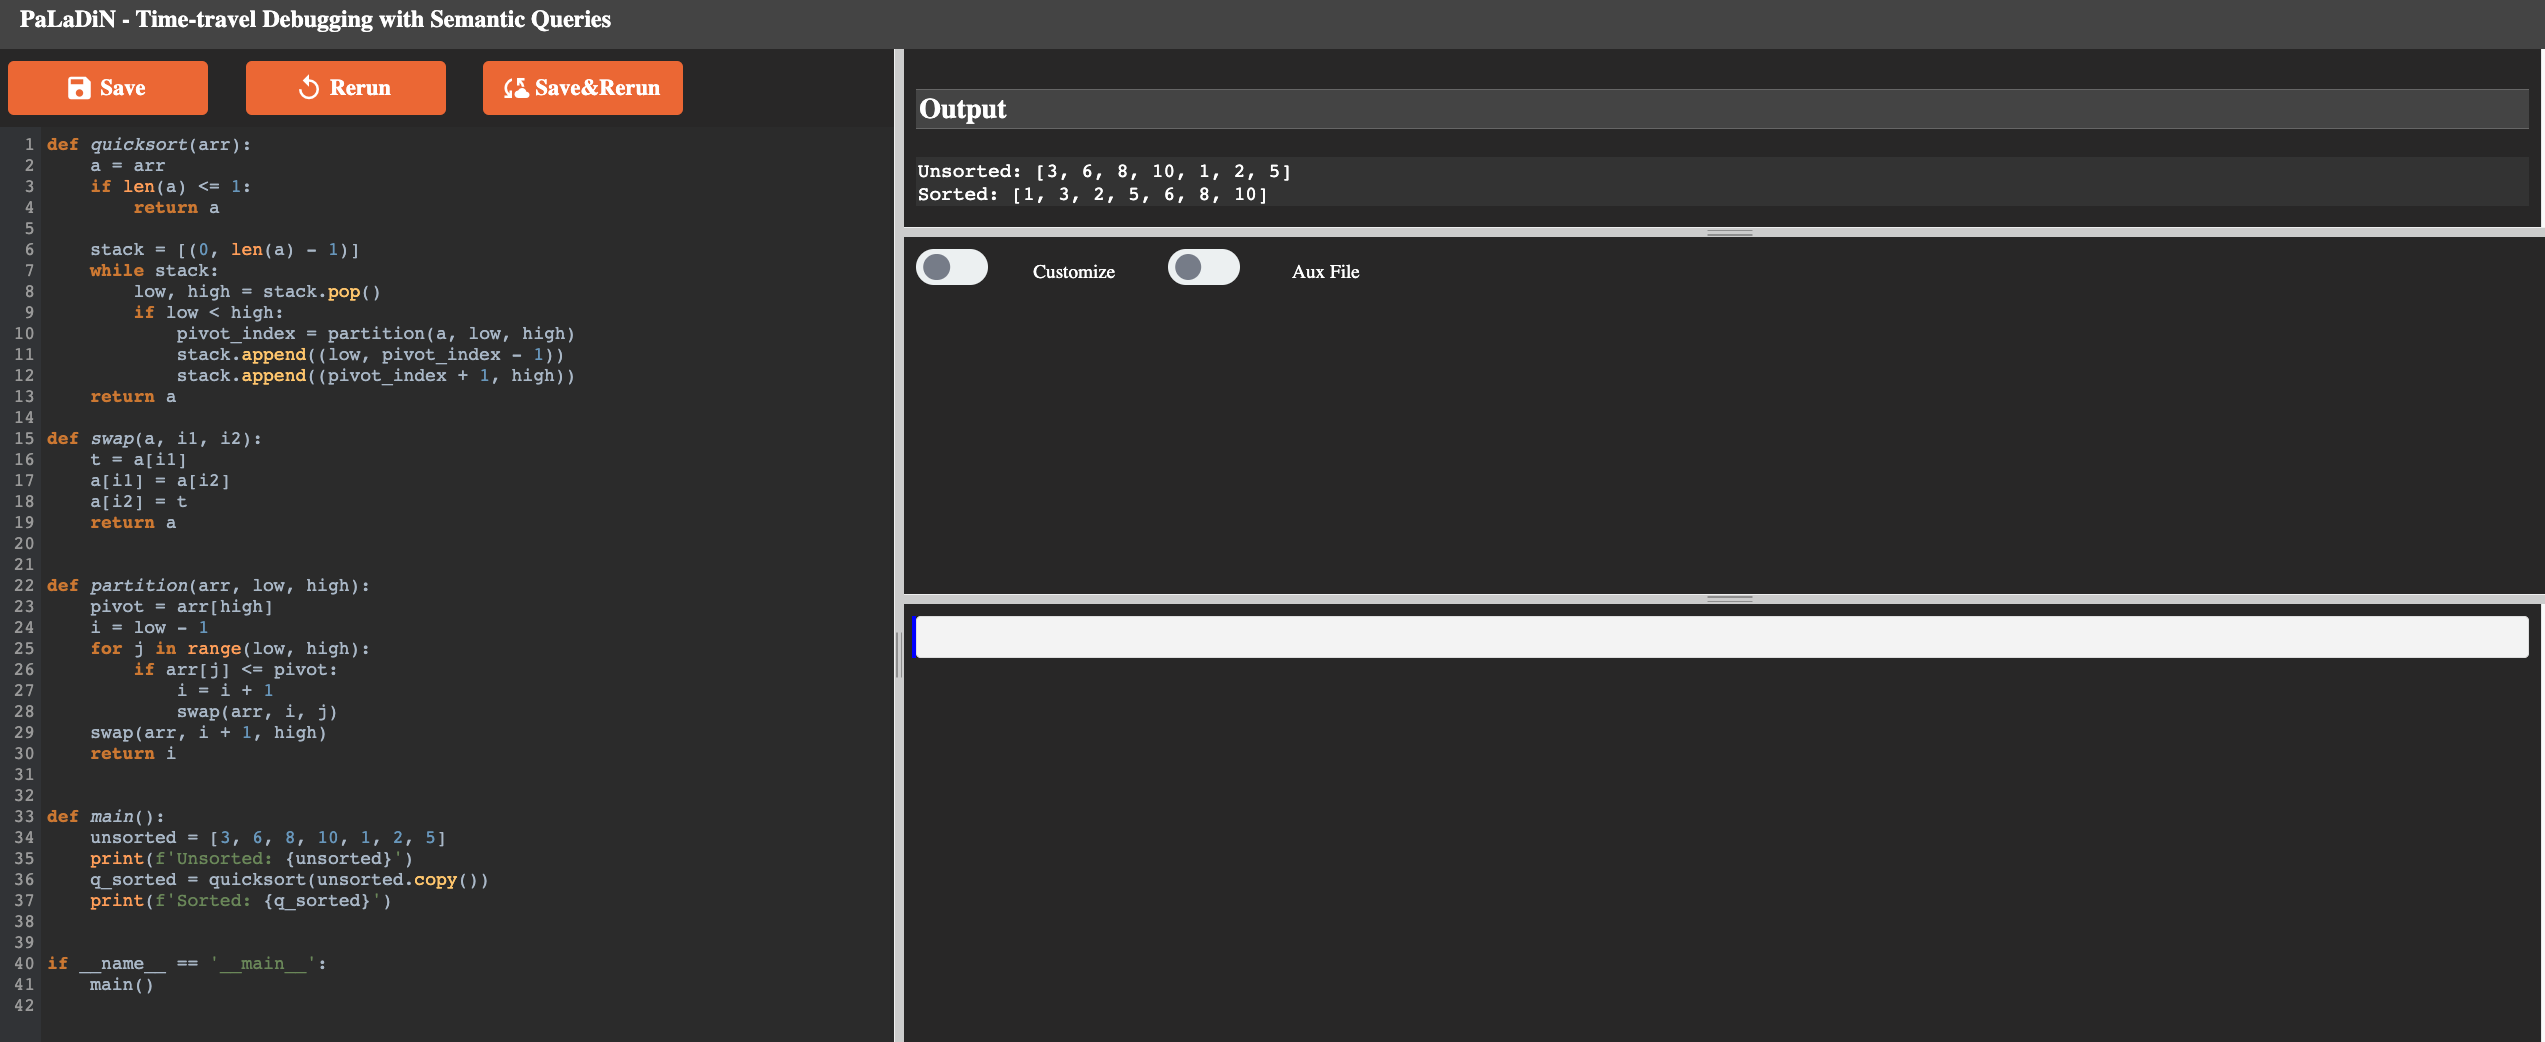 PaLaDiN - Time-travel Debugging with Semantic Queries
Save
Rerun
Save&Rerun
1 def quicksort(arr):
2     a = arr
3     if len(a) <= 1:
4         return a
5
6     stack = [(0, len(a) - 1)]
7     while stack:
8         low, high = stack.pop()
9         if low < high:
10             pivot_index = partition(a, low, high)
11             stack.append((low, pivot_index - 1))
12             stack.append((pivot_index + 1, high))
13     return a
14
15 def swap(a, i1, i2):
16     t = a[i1]
17     a[i1] = a[i2]
18     a[i2] = t
19     return a
20
21
22 def partition(arr, low, high):
23     pivot = arr[high]
24     i = low - 1
25     for j in range(low, high):
26         if arr[j] <= pivot:
27             i = i + 1
28             swap(arr, i, j)
29     swap(arr, i + 1, high)
30     return i
31
32
33 def main():
34     unsorted = [3, 6, 8, 10, 1, 2, 5]
35     print(f'Unsorted: {unsorted}')
36     q_sorted = quicksort(unsorted.copy())
37     print(f'Sorted: {q_sorted}')
38
39
40 if __name__ == '__main__':
41     main()
42
Output
Unsorted: [3, 6, 8, 10, 1, 2, 5]
Sorted: [1, 3, 2, 5, 6, 8, 10]
Customize
Aux File